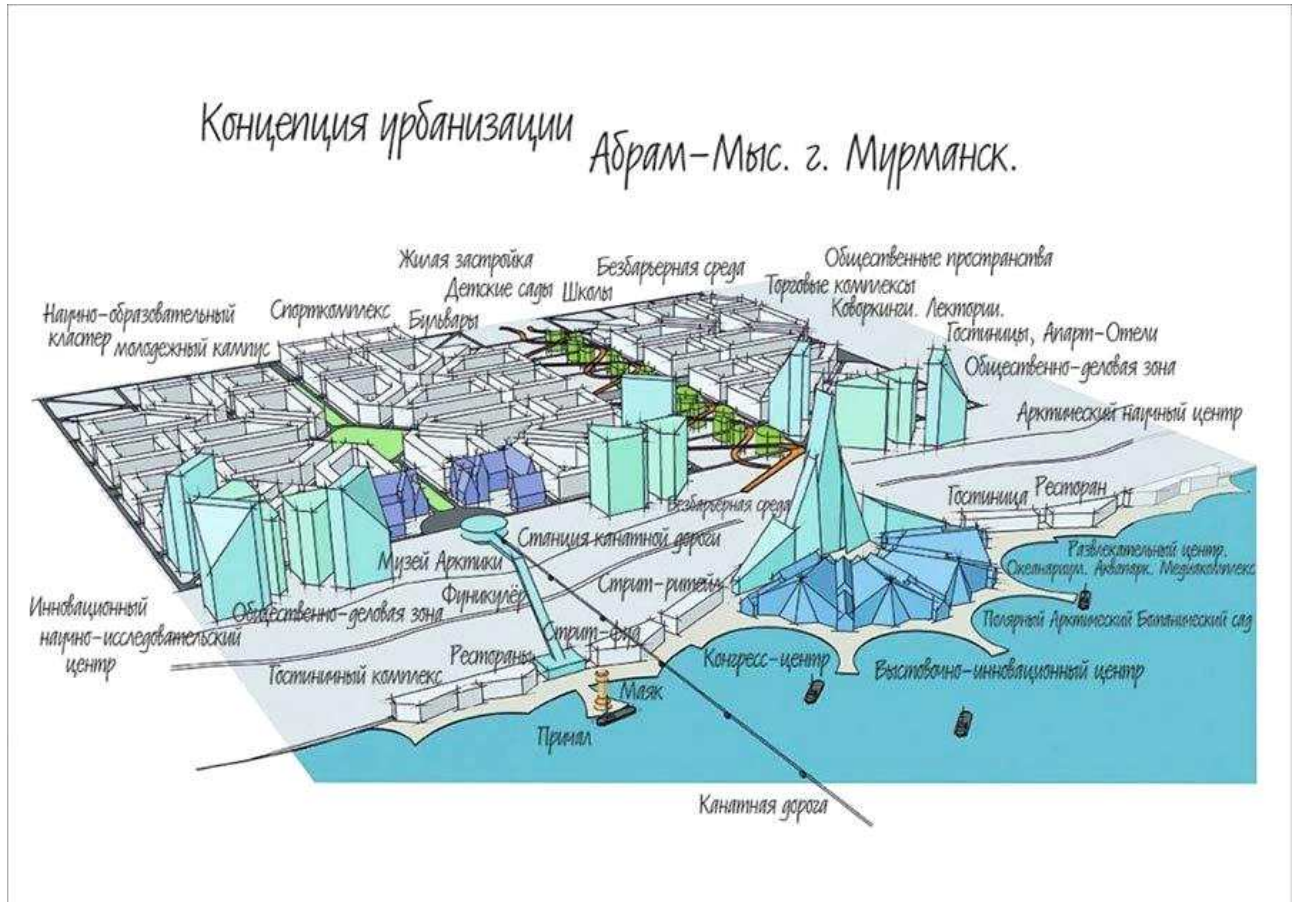 Концепция урбанизации
Абрам-Мыс. г. Мурманск.
Жилая застройка
Детские сады
Школы
Безбарьерная среда
Общественные пространства
Торговые комплексы
Коворкинги. Лектории.
Научно-образовательный
кластер
молодежный кампус
Спорткомплекс
Бульвары
Гостиницы, Апарт-Отели
Общественно-деловая зона
Арктический научный центр
Безбарьерная среда
Гостиница
Ресторан
Станция канатной дороги
Музей Арктики
Фуникулёр
Стрит-ритейл
Развлекательный центр.
Океанариум. Аквапарк. Медиакомплекс
Инновационный
научно-исследовательский
центр
Общественно-деловая зона
Стрит-фуд
Полярный Арктический Ботанический сад
Рестораны
Гостиничный комплекс
Конгресс-центр
Выставочно-инновационный центр
Маяк
Причал
Канатная дорога